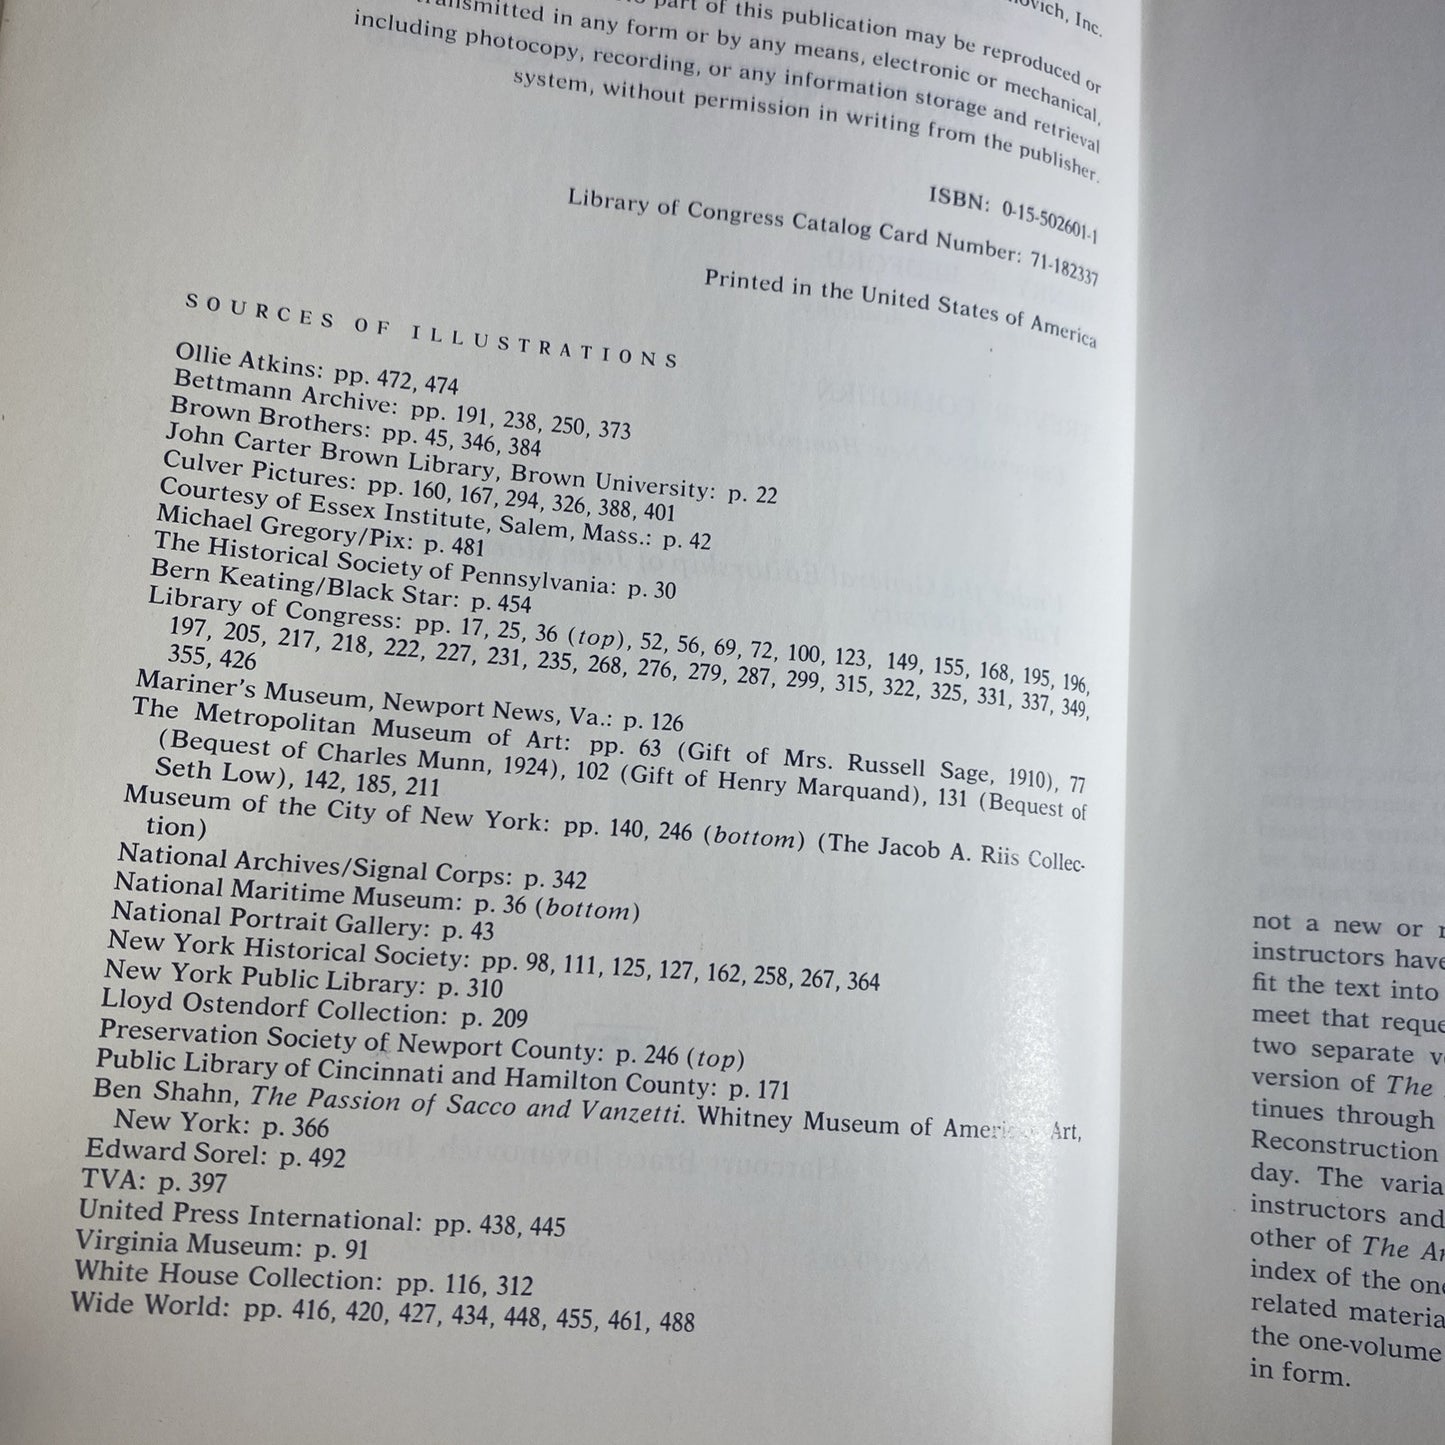 ovich, Inc.
part of this publication may be reproduced or
transmitted in any form or by any means, electronic or mechanical,
including photocopy, recording, or any information storage and retrieval
system, without permission in writing from the publisher.
ISBN: 0-15-502601-1
Library of Congress Catalog Card Number: 71-182337
Printed in the United States of America
SOURCES OF ILLUSTRATIONS
Ollie Atkins: pp. 472, 474
Bettmann Archive: pp. 191, 238, 250, 373
Brown Brothers: pp. 45, 346, 384
John Carter Brown Library, Brown University: p. 22
Culver Pictures: pp. 160, 167, 294, 326, 388, 401
Courtesy of Essex Institute, Salem, Mass.: p. 42
Michael Gregory/Pix: p. 481
The Historical Society of Pennsylvania: p. 30
Bern Keating/Black Star: p. 454
Library of Congress: pp. 17, 25, 36 (top), 52, 56, 69, 72, 100, 123, 149, 155, 168, 195, 196,
197, 205, 217, 218, 222, 227, 231, 235, 268, 276, 279, 287, 299, 315, 322, 325, 331, 337, 349,
355, 426
Mariner's Museum, Newport News, Va.: p. 126
The Metropolitan Museum of Art: pp. 63 (Gift of Mrs. Russell Sage, 1910), 77
(Bequest of Charles Munn, 1924), 102 (Gift of Henry Marquand), 131 (Bequest of
Seth Low), 142, 185, 211
Museum of the City of New York: pp. 140, 246 (bottom) (The Jacob A. Riis Collec-
tion)
National Archives/Signal Corps: p. 342
National Maritime Museum: p. 36 (bottom)
National Portrait Gallery: p. 43
New York Historical Society: pp. 98, 111, 125, 127, 162, 258, 267, 364
New York Public Library: p. 310
Lloyd Ostendorf Collection: p. 209
Preservation Society of Newport County: p. 246 (top)
Public Library of Cincinnati and Hamilton County: p. 171
Ben Shahn, The Passion of Sacco and Vanzetti. Whitney Museum of American Art,
New York: p. 366
Edward Sorel: p. 492
TVA: p. 397
United Press International: pp. 438, 445
Virginia Museum: p. 91
White House Collection: pp. 116, 312
Wide World: pp. 416, 420, 427, 434, 448, 455, 461, 488
not a new or
instructors have
fit the text into
meet that reque
two separate v
version of The
tinues through
Reconstruction
day. The varia
instructors and
other of The Am
index of the one
related materia
the one-volume
in form.